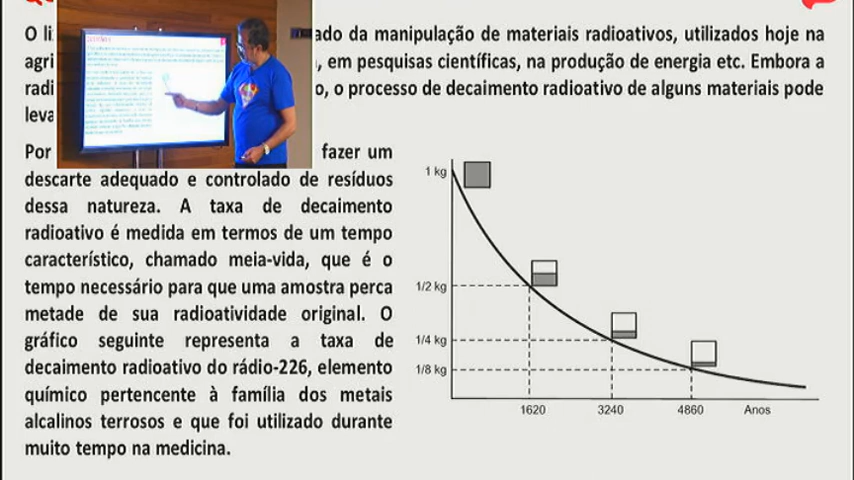 O li ado da manipulação de materiais radioativos, utilizados hoje na
agri , em pesquisas científicas, na produção de energia etc. Embora a
radi o, o processo de decaimento radioativo de alguns materiais pode
leva
Por fazer um
descarte adequado e controlado de resíduos
dessa natureza. A taxa de decaimento
radioativo é medida em termos de um tempo
característico, chamado meia-vida, que é o
tempo necessário para que uma amostra perca
metade de sua radioatividade original. O
gráfico seguinte representa a taxa de
decaimento radioativo do rádio-226, elemento
químico pertencente à família dos metais
alcalinos terrosos e que foi utilizado durante
muito tempo na medicina.
1 kg
1/2 kg
1/4 kg
1/8 kg
1620 3240 4860 Anos